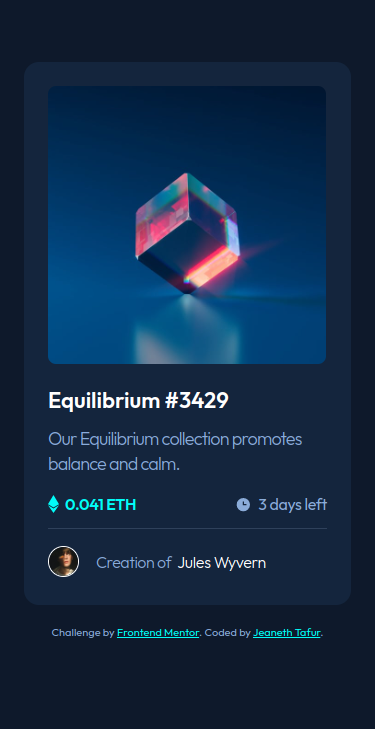 Equilibrium #3429
Our Equilibrium collection promotes
balance and calm.
0.041 ETH
3 days left
Creation of Jules Wyvern
Challenge by Frontend Mentor. Coded by Jeaneth Tafur.